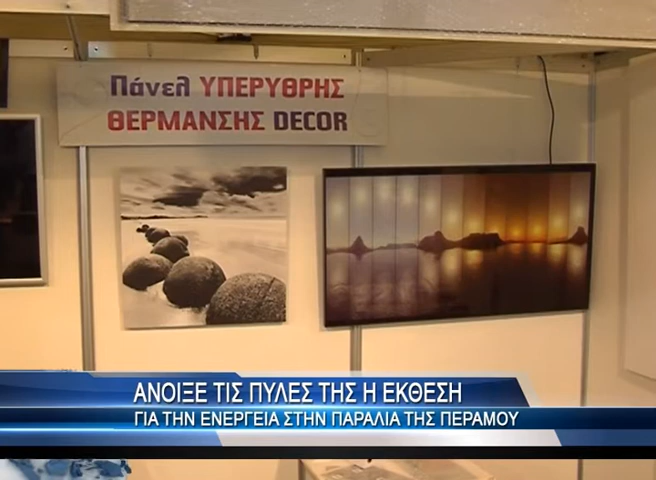 Πάνελ ΥΠΕΡΥΘΡΗΣ
ΘΕΡΜΑΝΣΗΣ DECOR
ΑΝΟΙΞΕ ΤΙΣ ΠΥΛΕΣ ΤΗΣ Η ΕΚΘΕΣΗ
ΓΙΑ ΤΗΝ ΕΝΕΡΓΕΙΑ ΣΤΗΝ ΠΑΡΑΛΙΑ ΤΗΣ ΠΕΡΑΜΟΥ